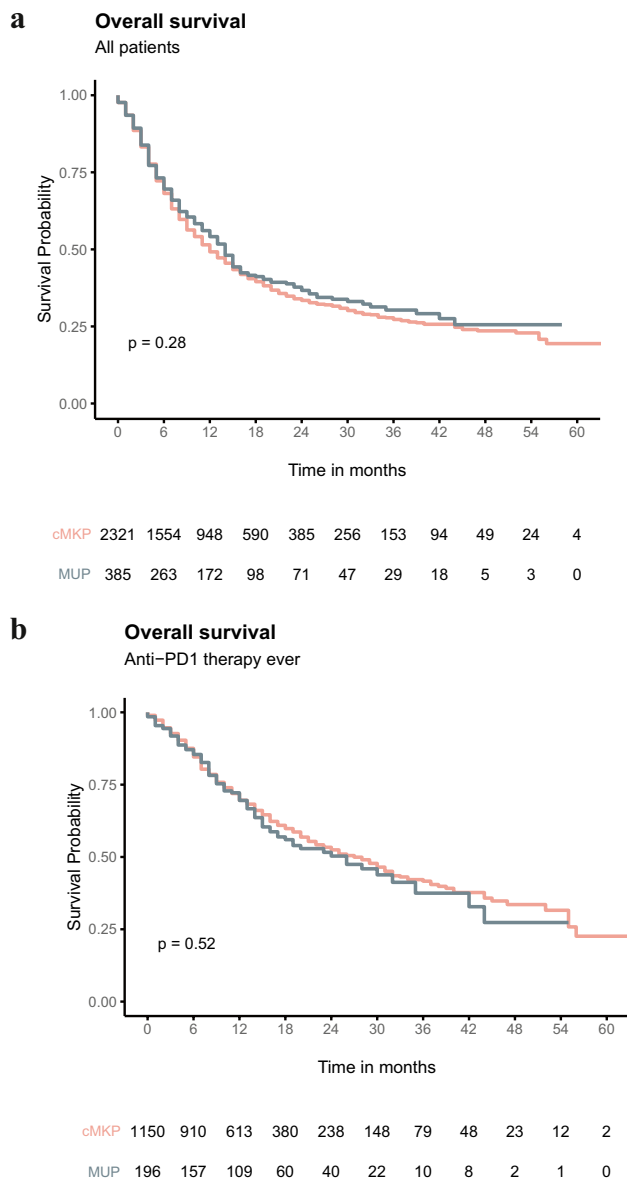 a
Overall survival
All patients
1.00
0.75
0.50
0.25
0.00
Survival Probability
p = 0.28
0 6 12 18 24 30 36 42 48 54 60
Time in months
cMKP 2321 1554 948 590 385 256 153 94 49 24 4
MUP 385 263 172 98 71 47 29 18 5 3 0
b
Overall survival
Anti−PD1 therapy ever
1.00
0.75
0.50
0.25
0.00
Survival Probability
p = 0.52
0 6 12 18 24 30 36 42 48 54 60
Time in months
cMKP 1150 910 613 380 238 148 79 48 23 12 2
MUP 196 157 109 60 40 22 10 8 2 1 0